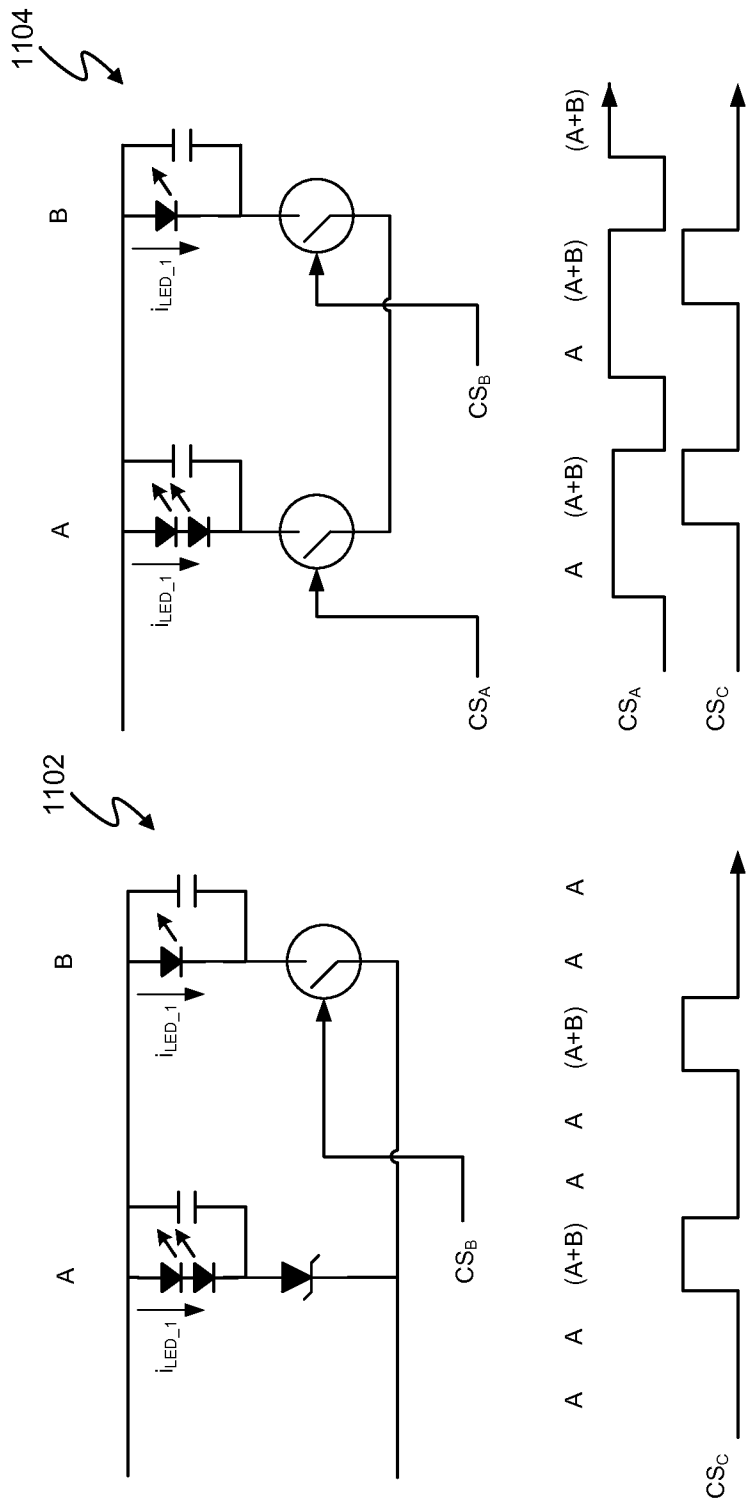 1102
A
B
iLED_1
iLED_1
CSB
A A (A+B) A A (A+B) A A
CSC
1104
A
B
iLED_1
iLED_1
CSA
CSB
A (A+B) A (A+B) (A+B)
CSA
CSC